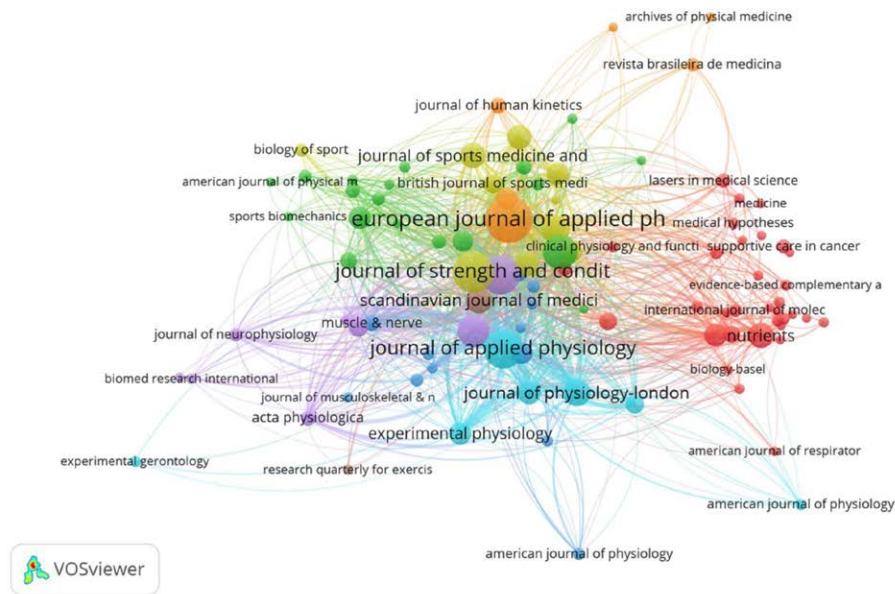 archives of physical medicine
revista brasileira de medicina
journal of human kinetics
biology of sport
journal of sports medicine and
american journal of physical m
british journal of sports medi
lasers in medical science
medicine
sports biomechanics
european journal of applied ph
medical hypotheses
clinical physiology and functi
supportive care in cancer
journal of strength and condit
evidence-based complementary a
scandinavian journal of medici
international journal of molec
muscle & nerve
journal of neurophysiology
nutrients
journal of applied physiology
biology-basel
biomed research international
journal of musculoskeletal & n
journal of physiology-london
acta physiologica
experimental physiology
american journal of respirator
experimental gerontology
research quarterly for exercis
american journal of physiology
american journal of physiology
VOSviewer